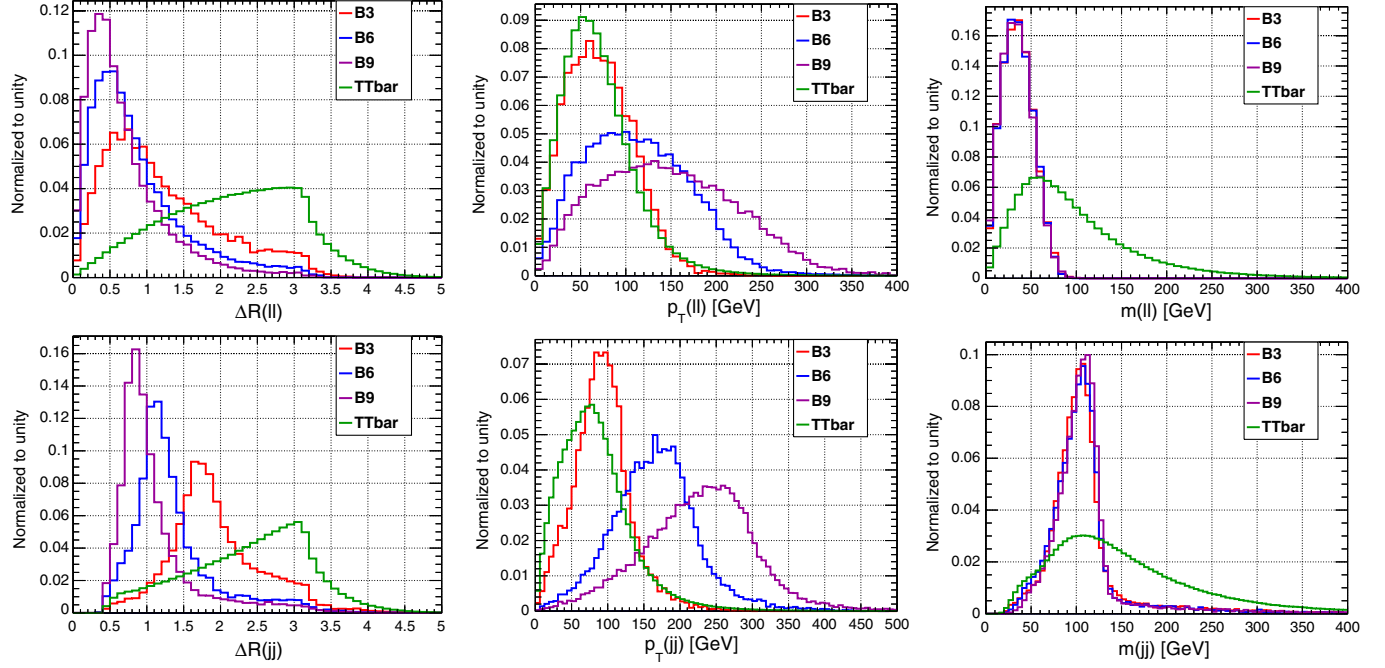 Normalized to unity
0.12
0.1
0.08
0.06
0.04
0.02
0
0 0.5 1 1.5 2 2.5 3 3.5 4 4.5 5
ΔR(ll)
B3
B6
B9
TTbar
Normalized to unity
0.09
0.08
0.07
0.06
0.05
0.04
0.03
0.02
0.01
0
0 50 100 150 200 250 300 350 400
p_T(ll) [GeV]
B3
B6
B9
TTbar
Normalized to unity
0.16
0.14
0.12
0.1
0.08
0.06
0.04
0.02
0
0 50 100 150 200 250 300 350 400
m(ll) [GeV]
B3
B6
B9
TTbar
Normalized to unity
0.16
0.14
0.12
0.1
0.08
0.06
0.04
0.02
0
0 0.5 1 1.5 2 2.5 3 3.5 4 4.5 5
ΔR(jj)
B3
B6
B9
TTbar
Normalized to unity
0.07
0.06
0.05
0.04
0.03
0.02
0.01
0
0 50 100 150 200 250 300 350 400 450 500
p_T(jj) [GeV]
B3
B6
B9
TTbar
Normalized to unity
0.1
0.08
0.06
0.04
0.02
0
0 50 100 150 200 250 300 350 400
m(jj) [GeV]
B3
B6
B9
TTbar